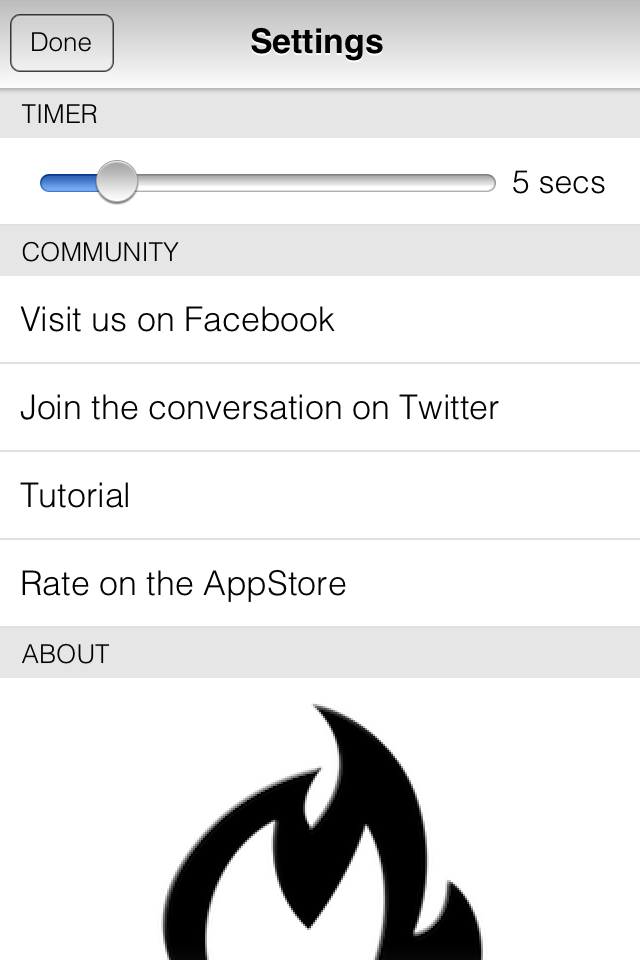 Done
Settings
TIMER
5 secs
COMMUNITY
Visit us on Facebook
Join the conversation on Twitter
Tutorial
Rate on the AppStore
ABOUT